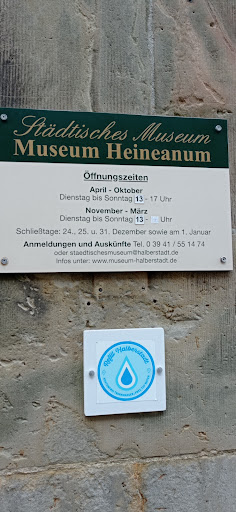 Städtisches Museum
Museum Heineanum
Öffnungszeiten
April - Oktober
Dienstag bis Sonntag 13 - 17 Uhr
November - März
Dienstag bis Sonntag 13 - Uhr
Schließtage: 24., 25. u. 31. Dezember sowie am 1. Januar
Anmeldungen und Auskünfte Tel. 0 39 41 / 55 14 74
oder staedtischesmuseum@halberstadt.de
Infos unter: www.museum-halberstadt.de
Refill Halberstadt